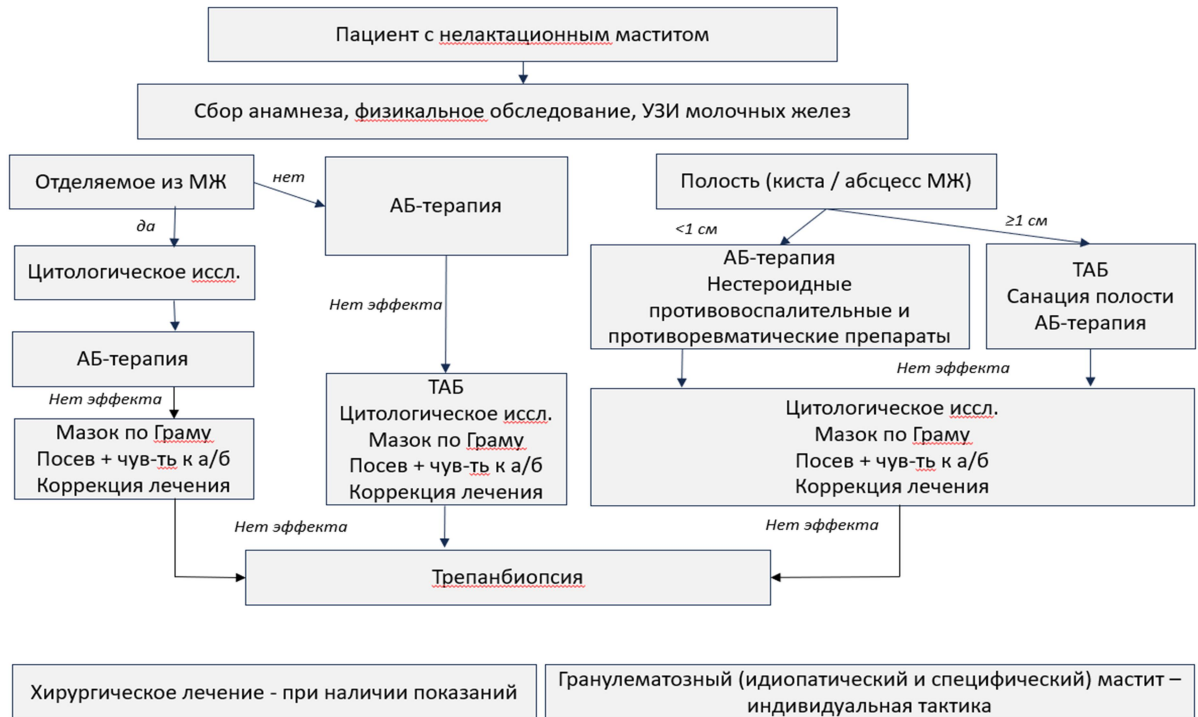 Пациент с нелактационным маститом
Сбор анамнеза, физикальное обследование, УЗИ молочных желез
Отделяемое из МЖ
нет
АБ-терапия
Полость (киста / абсцесс МЖ)
да
<1 см
≥1 см
Цитологическое иссл.
АБ-терапия
Нестероидные
противовоспалительные и
противоревматические препараты
ТАБ
Санация полости
АБ-терапия
Нет эффекта
АБ-терапия
Нет эффекта
Нет эффекта
Мазок по Граму
Посев + чув-ть к а/б
Коррекция лечения
ТАБ
Цитологическое иссл.
Мазок по Граму
Посев + чув-ть к а/б
Коррекция лечения
Цитологическое иссл.
Мазок по Граму
Посев + чув-ть к а/б
Коррекция лечения
Нет эффекта
Нет эффекта
Трепанбиопсия
Хирургическое лечение - при наличии показаний
Гранулематозный (идиопатический и специфический) мастит –
индивидуальная тактика